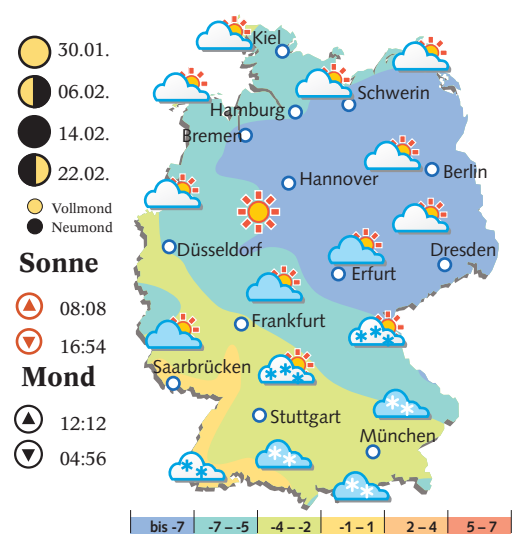 30.01.
06.02.
14.02.
22.02.
Vollmond
Neumond
Sonne
08:08
16:54
Mond
12:12
04:56
Kiel
Schwerin
Hamburg
Bremen
Berlin
Hannover
Düsseldorf
Dresden
Erfurt
Frankfurt
Saarbrücken
Stuttgart
München
bis -7 -7 – -5 -4 – -2 -1 – 1 2 – 4 5 – 7